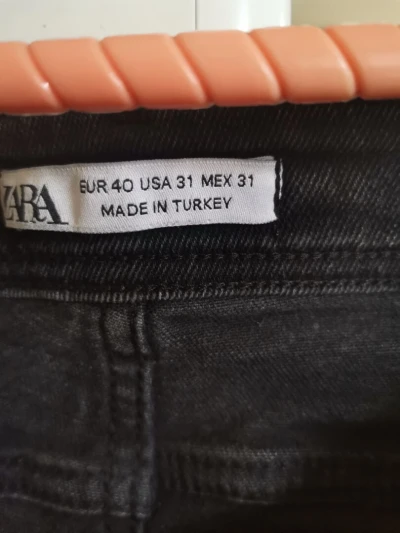 ZARA
EUR 40 USA 31 MEX 31
MADE IN TURKEY